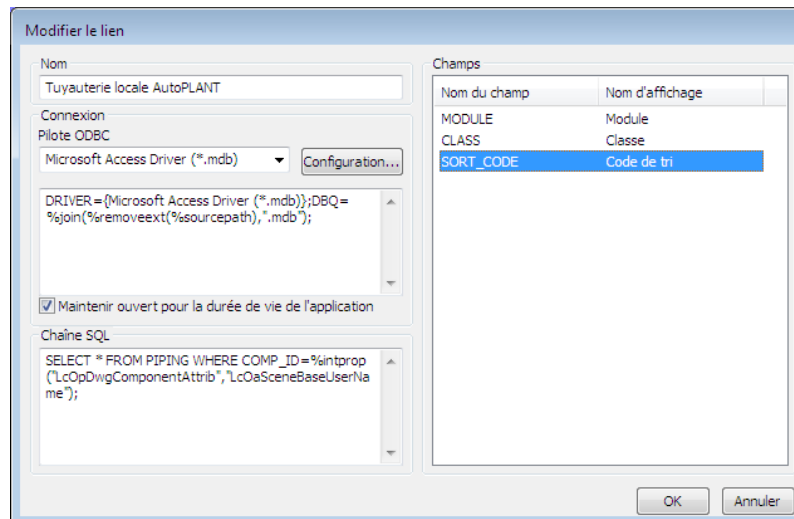 Modifier le lien
Nom
Tuyauterie locale AutoPLANT
Connexion
Pilote ODBC
Microsoft Access Driver (*.mdb)
Configuration...
DRIVER={Microsoft Access Driver (*.mdb)};DBQ=
%join(%removeext(%sourcepath),".mdb");
Maintenir ouvert pour la durée de vie de l'application
Chaîne SQL
SELECT * FROM PIPING WHERE COMP_ID=%intprop
("LcOpDwgComponentAttrib","LcOaSceneBaseUserNa
me");
Champs
Nom du champ Nom d'affichage
MODULE Module
CLASS Classe
SORT_CODE Code de tri
OK Annuler